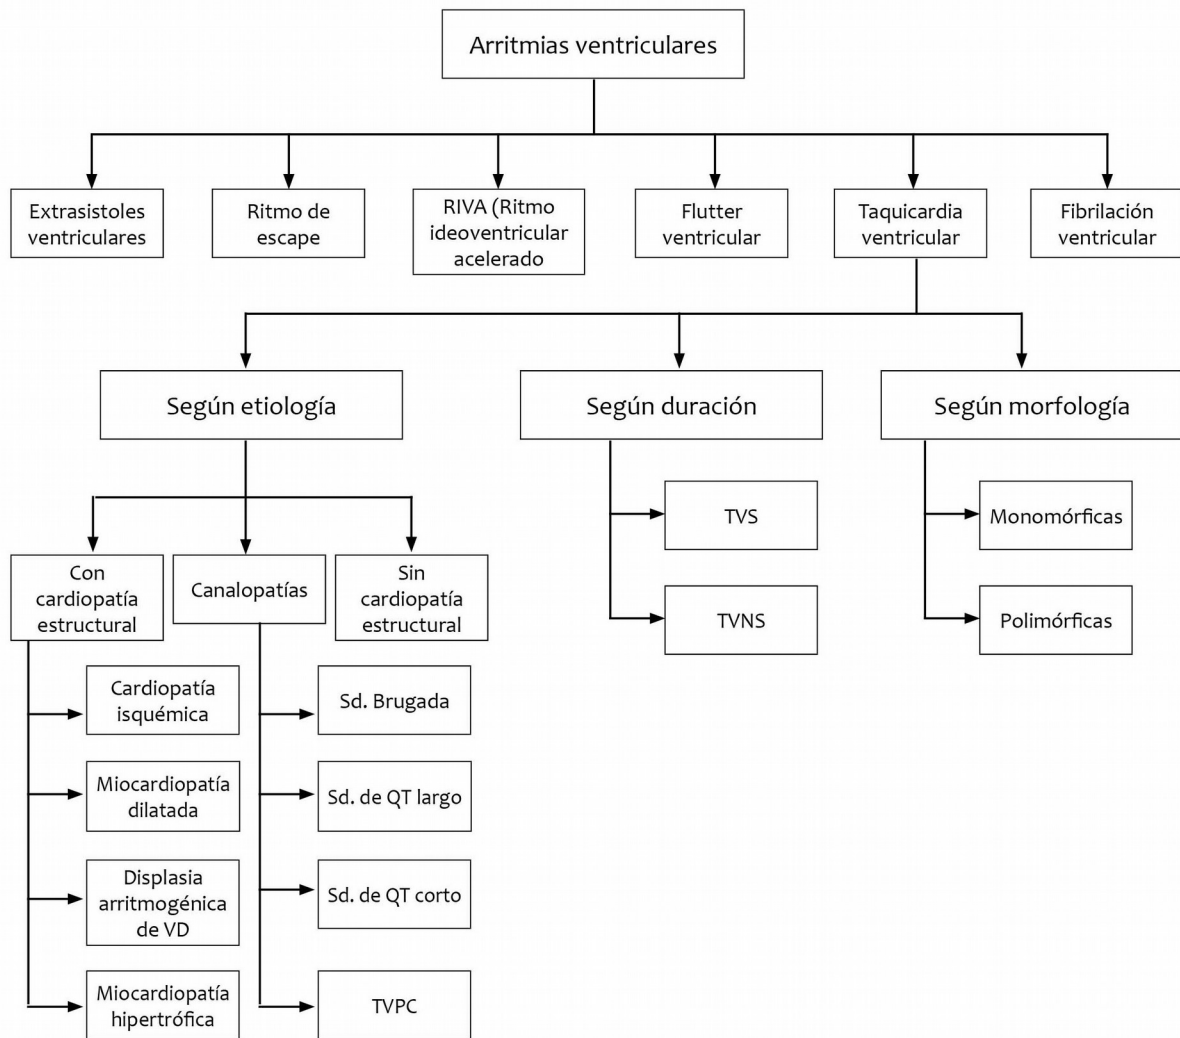 Arritmias ventriculares
Extrasistoles
ventriculares
Ritmo de
escape
RIVA (Ritmo
ideoventricular
acelerado
Flutter
ventricular
Taquicardia
ventricular
Fibrilación
ventricular
Según etiología
Según duración
Según morfología
TVS
TVNS
Monomórficas
Polimórficas
Con
cardiopatía
estructural
Canalopatías
Sin
cardiopatía
estructural
Cardiopatía
isquémica
Miocardiopatía
dilatada
Displasia
arritmogénica
de VD
Miocardiopatía
hipertrófica
Sd. Brugada
Sd. de QT largo
Sd. de QT corto
TVPC